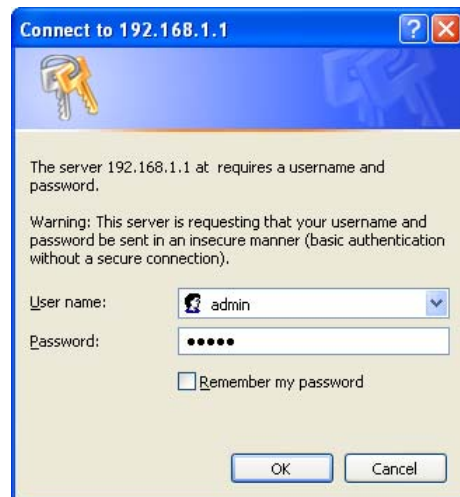 Connect to 192.168.1.1
The server 192.168.1.1 at  requires a username and
password.
Warning: This server is requesting that your username and
password be sent in an insecure manner (basic authentication
without a secure connection).
User name:
admin
Password:
•••••
Remember my password
OK
Cancel